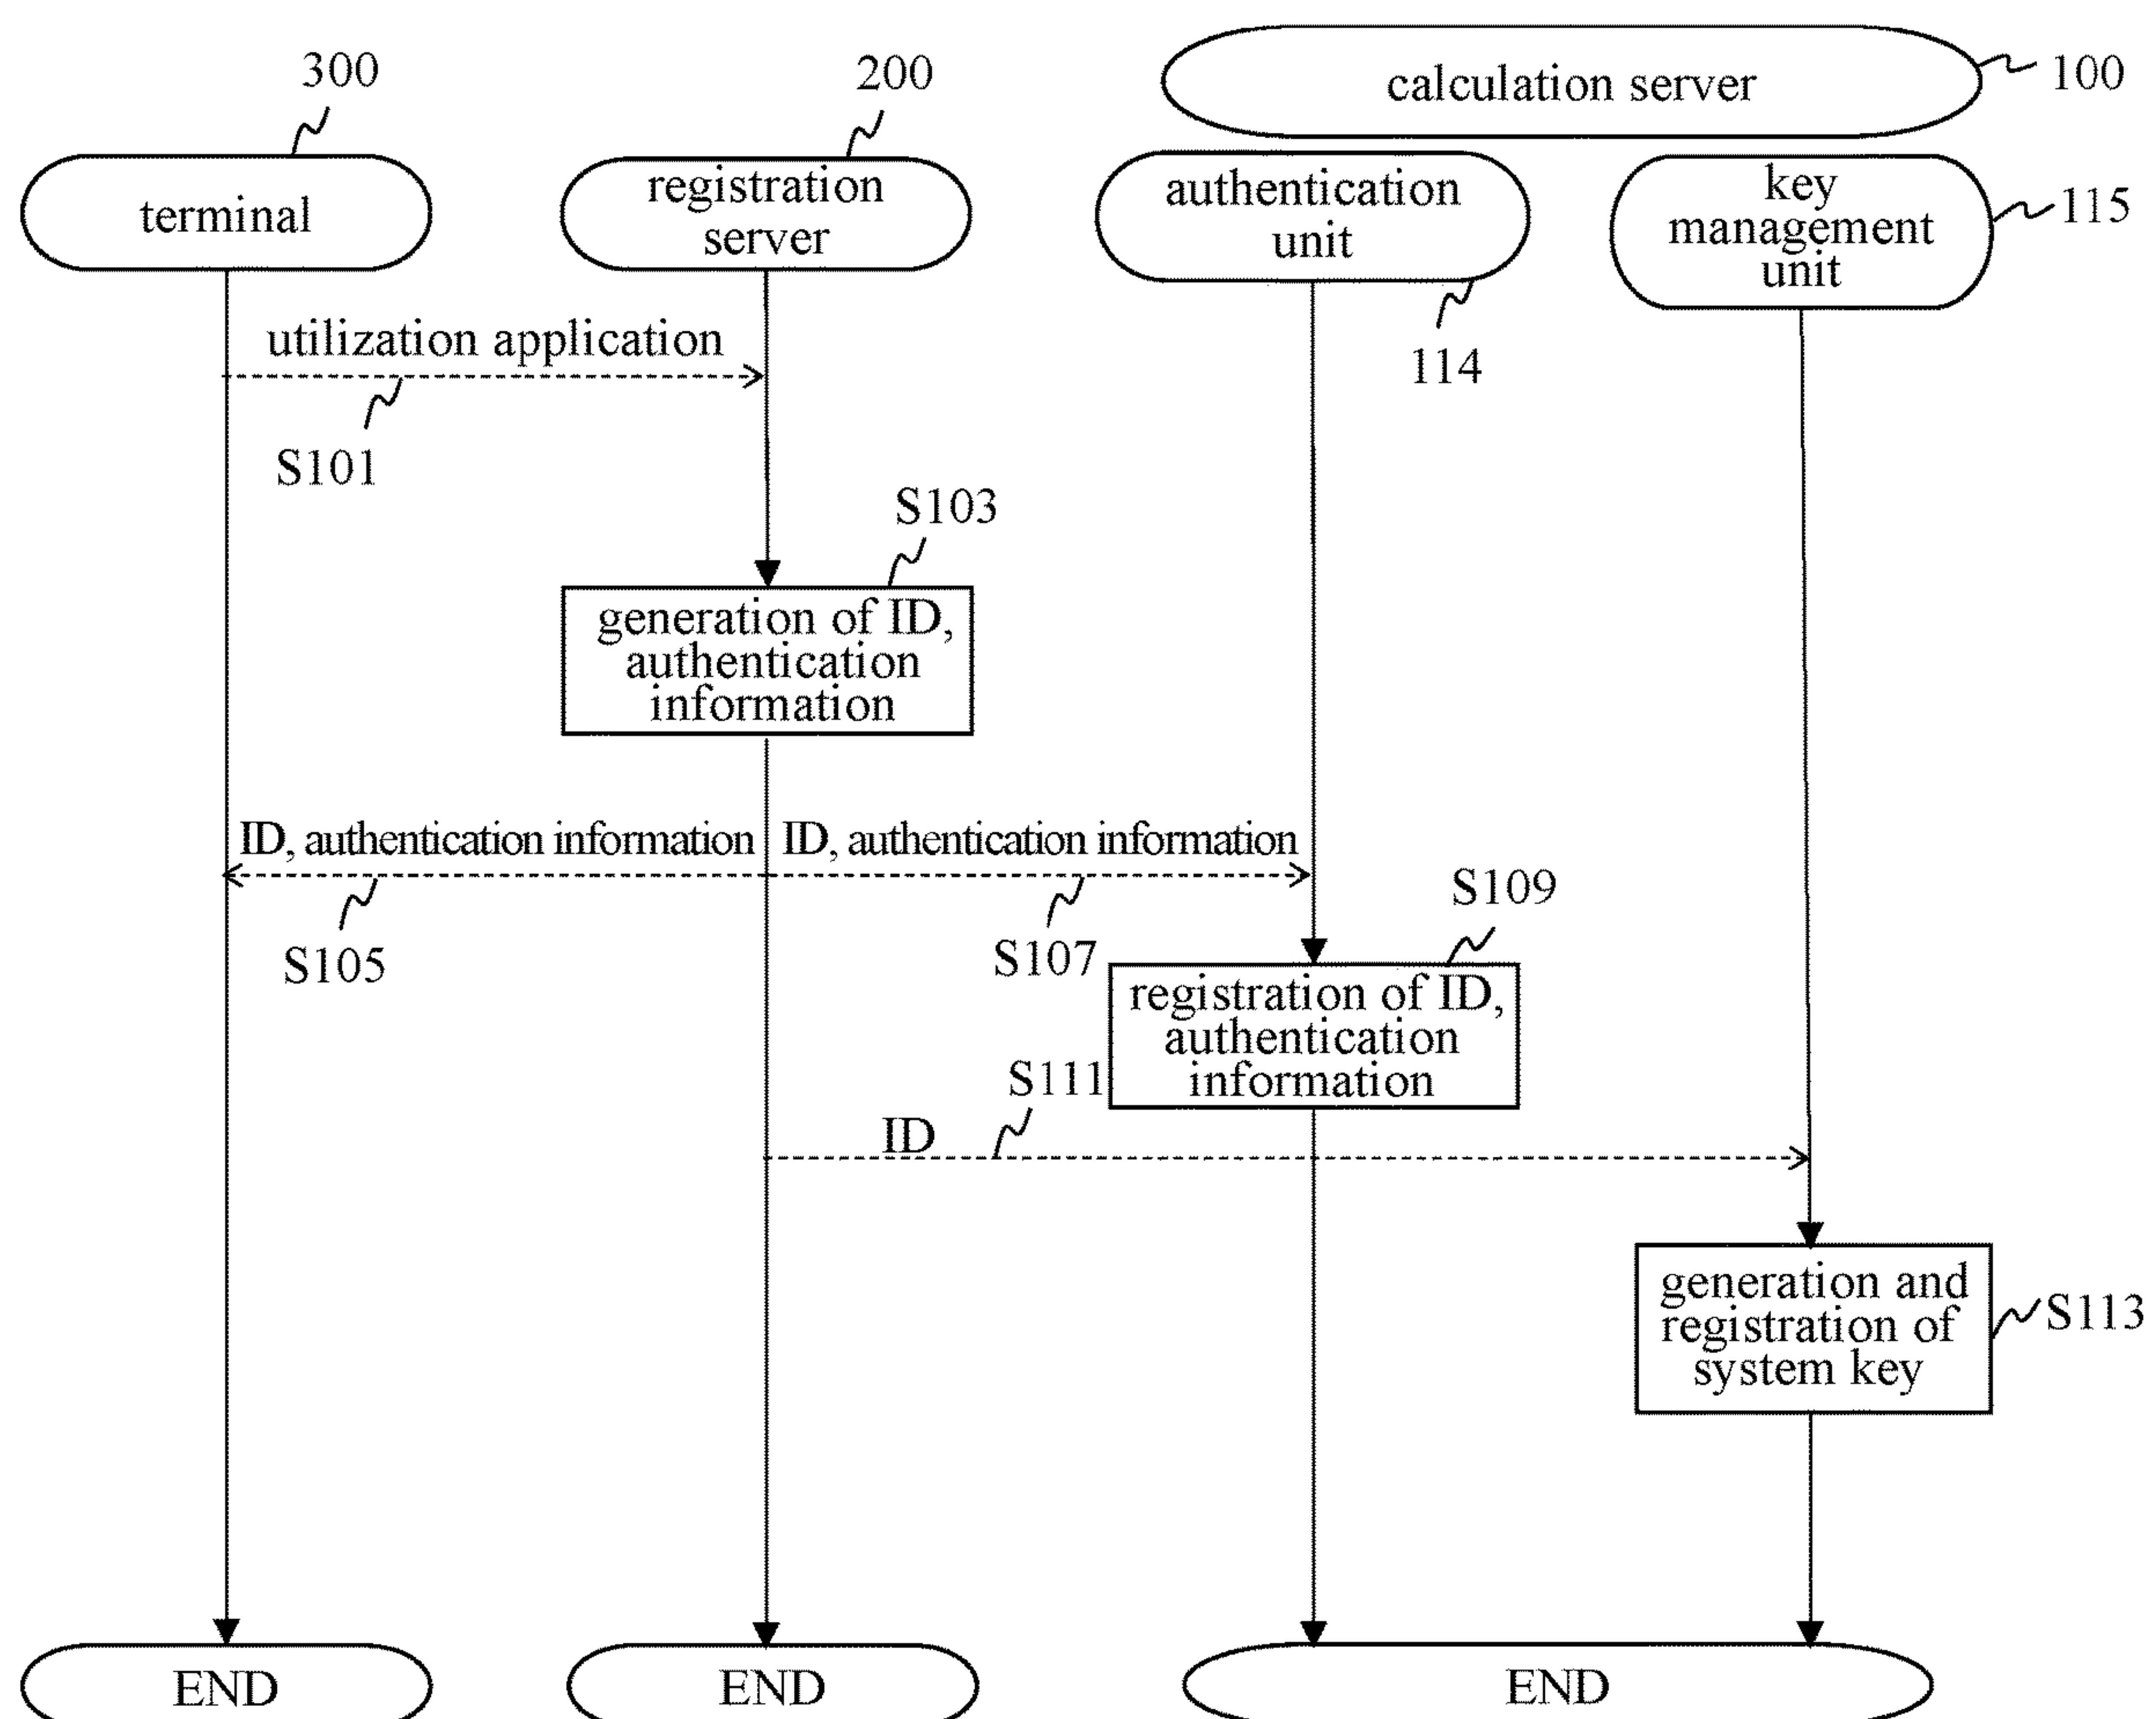 300
200
calculation server
100
terminal
registration
server
authentication
unit
key
management
unit
115
114
utilization application
S101
S103
generation of ID,
authentication
information
ID, authentication information
ID, authentication information
S105
S107
S109
registration of ID,
authentication
information
S111
ID
generation and
registration of
system key
S113
END
END
END